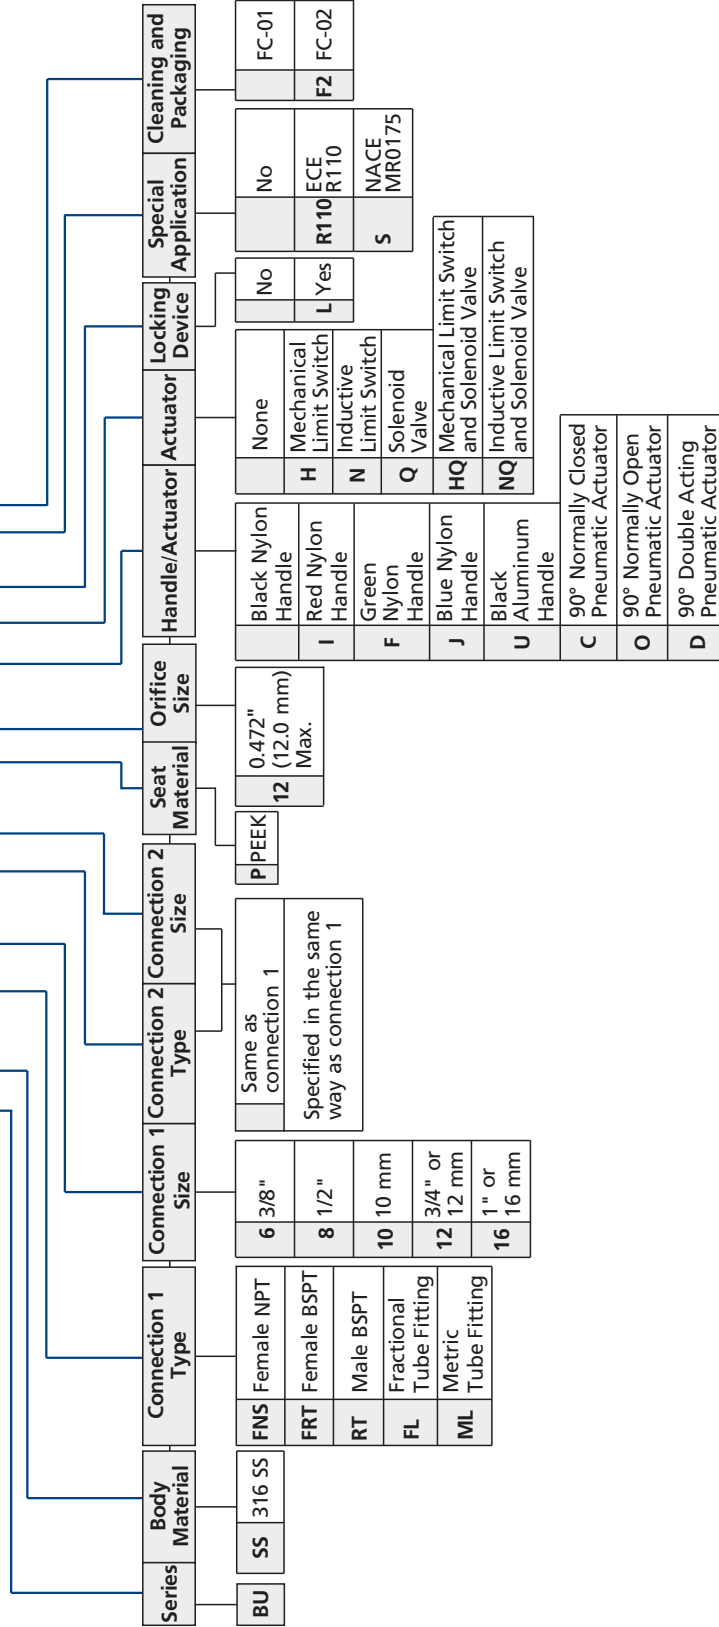 Series
Body
Material
Connection 1
Type
Connection 1
Size
Connection 2
Type
Connection 2
Size
Seat
Material
Orifice
Size
Handle/Actuator
Actuator
Locking
Device
Special
Application
Cleaning and
Packaging
BU
SS 316 SS
FNS Female NPT
FRT Female BSPT
RT Male BSPT
FL Fractional
Tube Fitting
ML Metric
Tube Fitting
6 3/8"
8 1/2"
10 10 mm
12 3/4" or
12 mm
16 1" or
16 mm
Same as
connection 1
Specified in the same
way as connection 1
P PEEK
12 0.472"
(12.0 mm)
Max.
Black Nylon
Handle
I Red Nylon
Handle
F Green
Nylon
Handle
J Blue Nylon
Handle
U Black
Aluminum
Handle
C 90° Normally Closed
Pneumatic Actuator
O 90° Normally Open
Pneumatic Actuator
D 90° Double Acting
Pneumatic Actuator
None
H Mechanical
Limit Switch
N Inductive
Limit Switch
Q Solenoid
Valve
HQ Mechanical Limit Switch
and Solenoid Valve
NQ Inductive Limit Switch
and Solenoid Valve
No
L Yes
No
R110 ECE
R110
S NACE
MR0175
FC-01
F2 FC-02